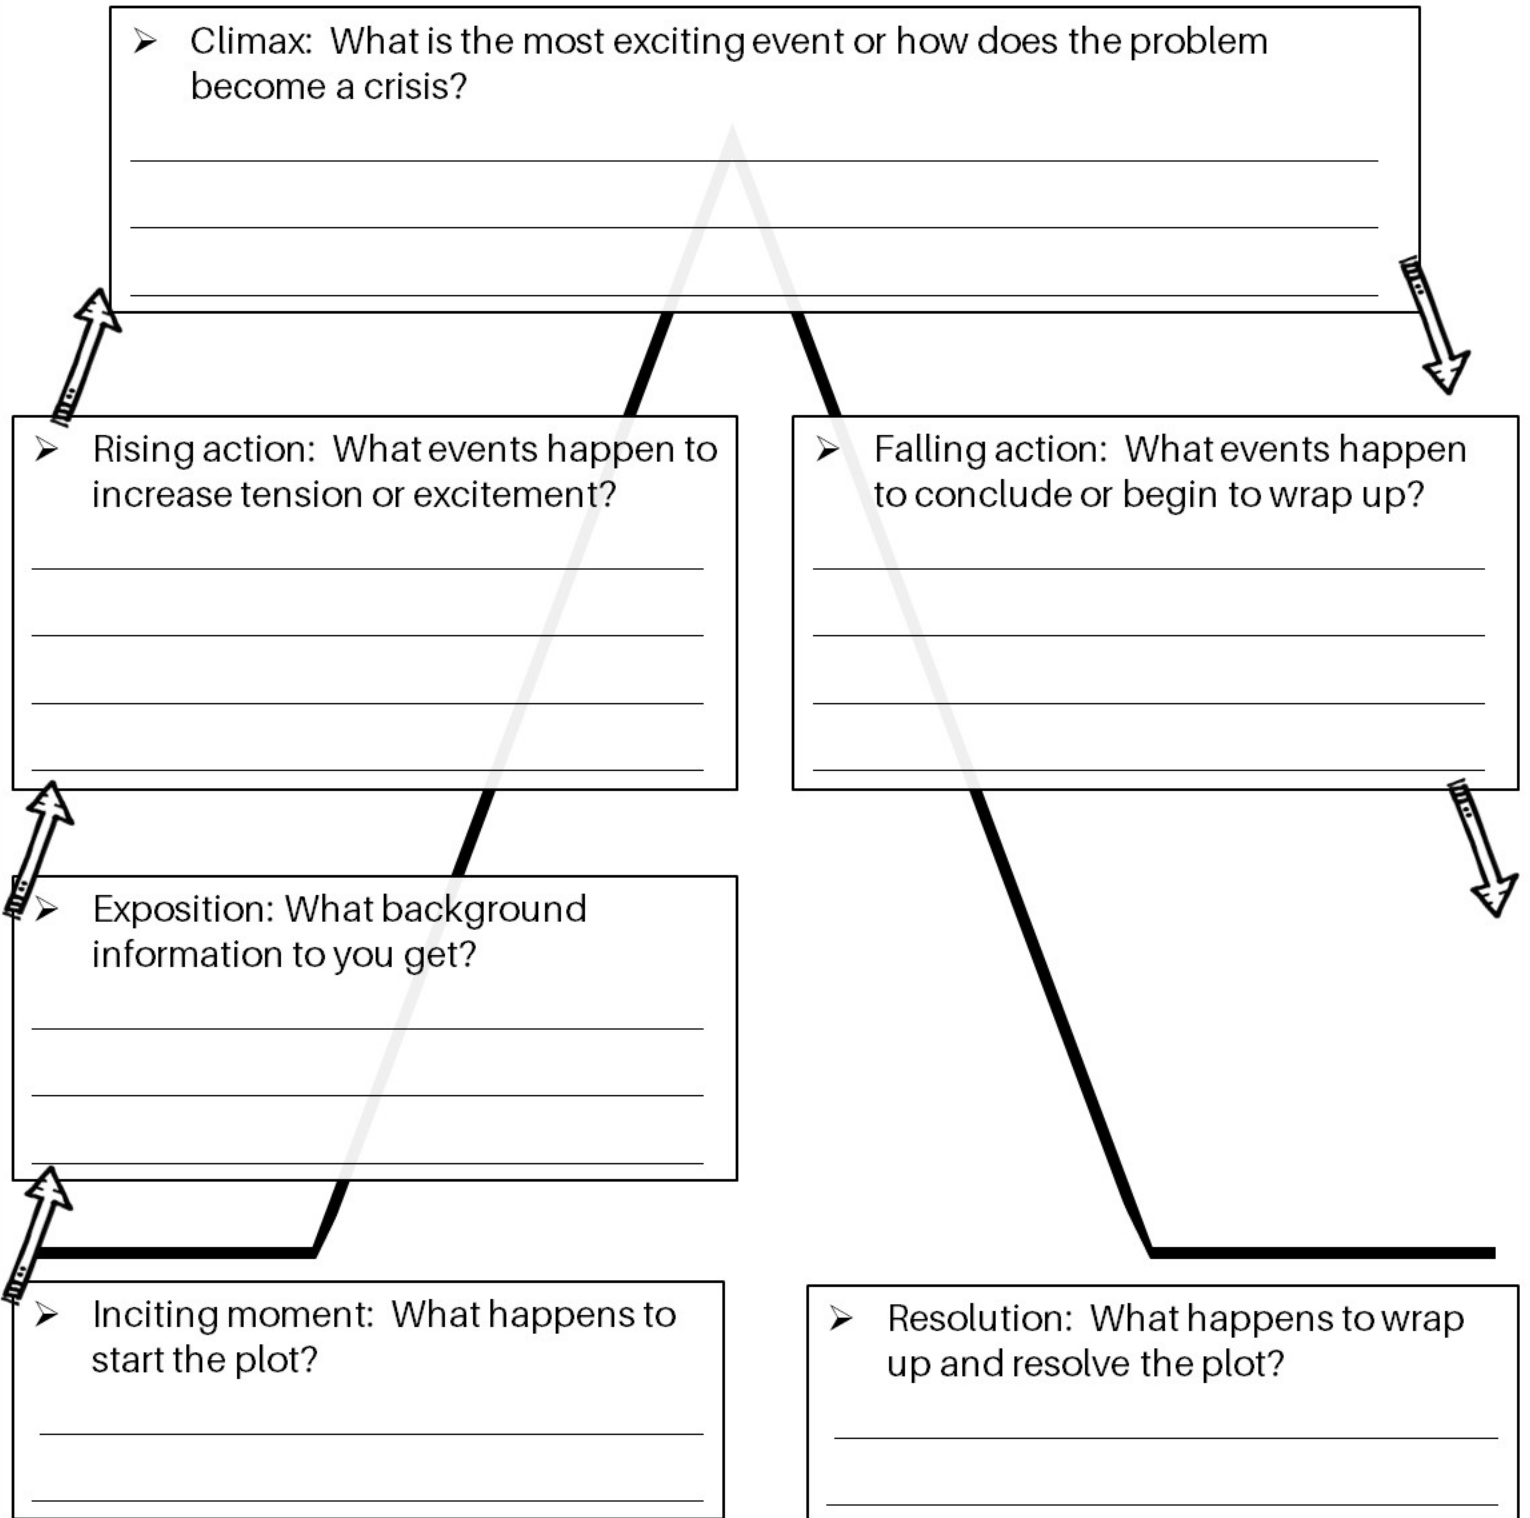 ➢ Climax: What is the most exciting event or how does the problem
become a crisis?
➢ Rising action: What events happen to
increase tension or excitement?
➢ Falling action: What events happen
to conclude or begin to wrap up?
➢ Exposition: What background
information to you get?
➢ Inciting moment: What happens to
start the plot?
➢ Resolution: What happens to wrap
up and resolve the plot?